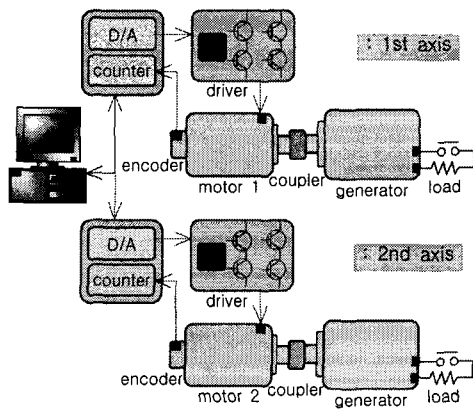 D/A
: 1st axis
counter
driver
encoder
motor 1
coupler
generator
load
D/A
: 2nd axis
counter
driver
encoder
motor 2
coupler
generator
load